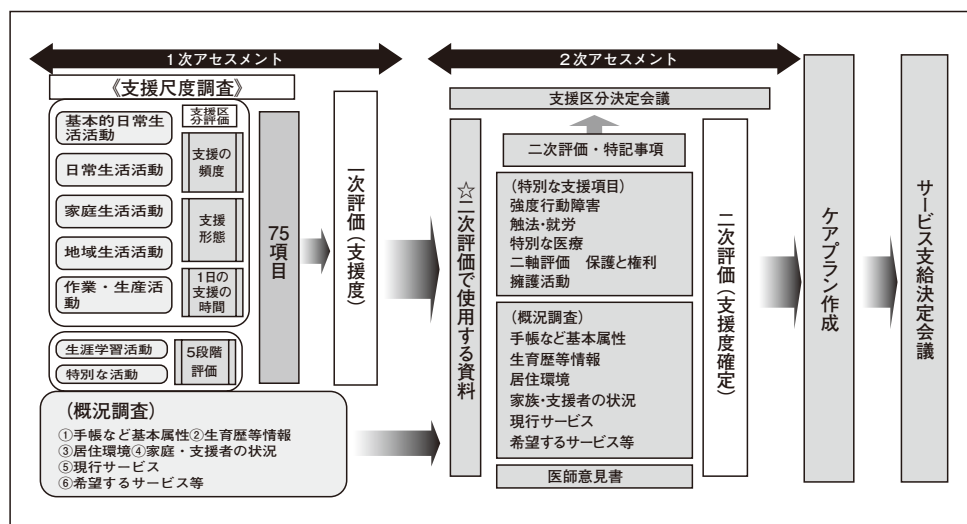 1次アセスメント
《支援尺度調査》
基本的日常生
活活動
日常生活活動
家庭生活活動
地域生活活動
作業・生産活
動
支援区
分評価
支援の
頻度
支援
形態
1日の
支援の
時間
生涯学習活動
特別な活動
5段階
評価
75項目
一次評価(支援度)
(概況調査)
①手帳など基本属性②生育歴等情報
③居住環境④家庭・支援者の状況
⑤現行サービス
⑥希望するサービス等
2次アセスメント
支援区分決定会議
☆二次評価で使用する資料
二次評価・特記事項
(特別な支援項目)
強度行動障害
触法・就労
特別な医療
二軸評価 保護と権利
擁護活動
(概況調査)
手帳など基本属性
生育歴等情報
居住環境
家族・支援者の状況
現行サービス
希望するサービス等
医師意見書
二次評価(支援度確定)
ケアプラン作成
サービス支給決定会議